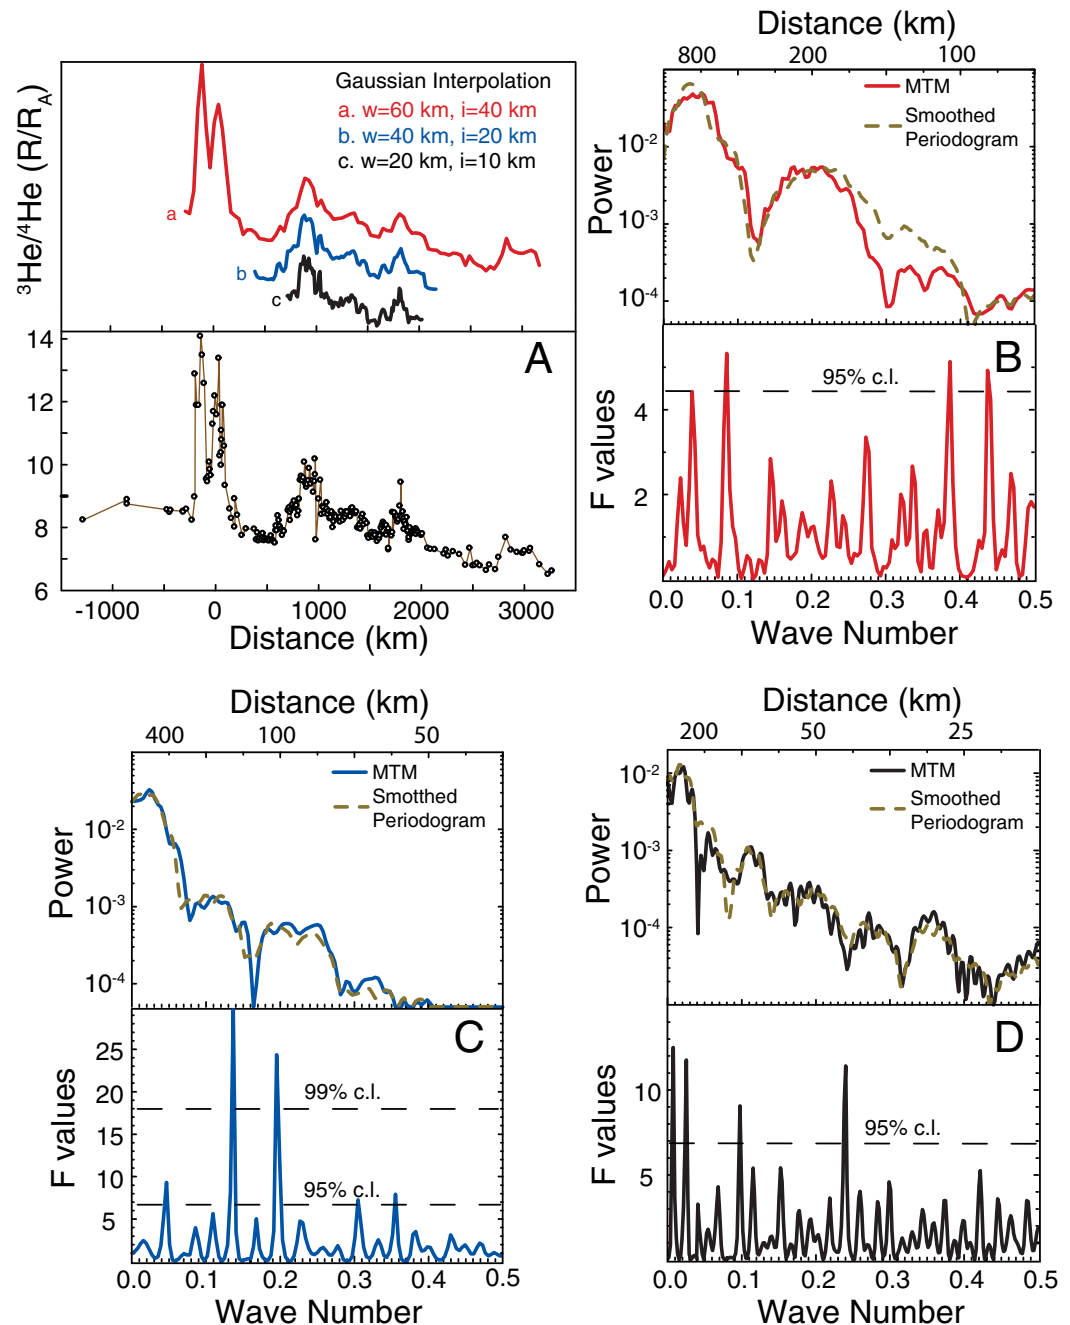 Gaussian Interpolation
a. w=60 km, i=40 km
b. w=40 km, i=20 km
c. w=20 km, i=10 km
³He/⁴He (R/R_A)
a
b
c
A
14
12
10
8
6
-1000 0 1000 2000 3000
Distance (km)
Distance (km)
800 200 100
MTM
Smoothed
Periodogram
Power
10⁻²
10⁻³
10⁻⁴
B
95% c.l.
F values
4
2
0.0 0.1 0.2 0.3 0.4 0.5
Wave Number
Distance (km)
400 100 50
MTM
Smotthed
Periodogram
Power
10⁻²
10⁻³
10⁻⁴
C
99% c.l.
95% c.l.
F values
25
20
15
10
5
0.0 0.1 0.2 0.3 0.4 0.5
Wave Number
Distance (km)
200 50 25
MTM
Smoothed
Periodogram
Power
10⁻²
10⁻³
10⁻⁴
D
95% c.l.
F values
10
5
0.0 0.1 0.2 0.3 0.4 0.5
Wave Number